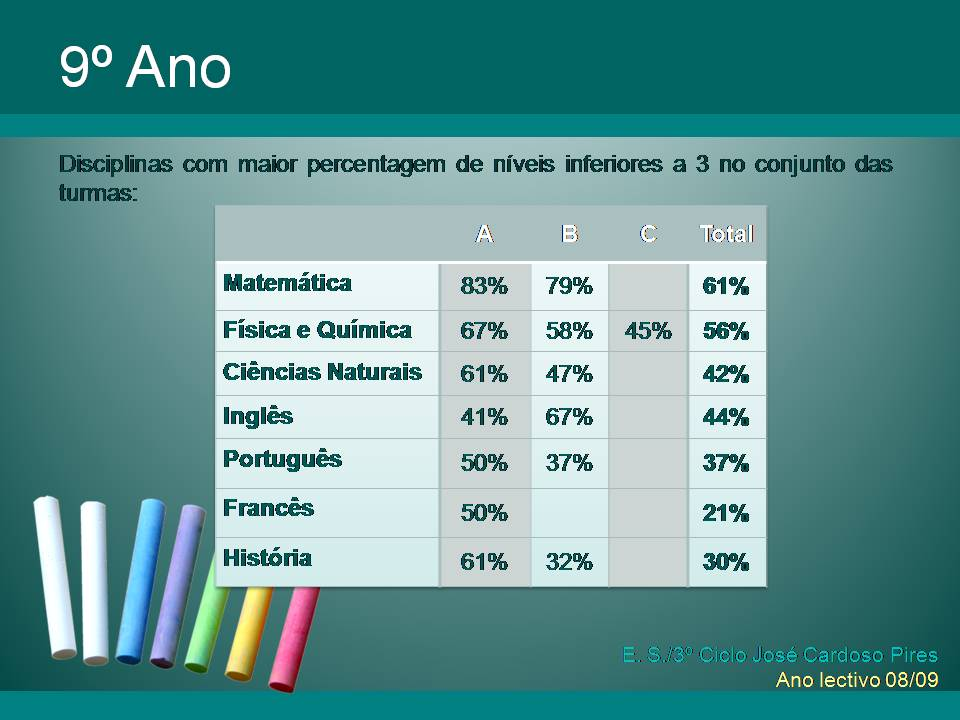 9º Ano
Disciplinas com maior percentagem de níveis inferiores a 3 no conjunto das
turmas:
A B C Total
Matemática 83% 79% 61%
Física e Química 67% 58% 45% 56%
Ciências Naturais 61% 47% 42%
Inglês 41% 67% 44%
Português 50% 37% 37%
Francês 50% 21%
História 61% 32% 30%
E. S./3º Ciclo José Cardoso Pires
Ano lectivo 08/09